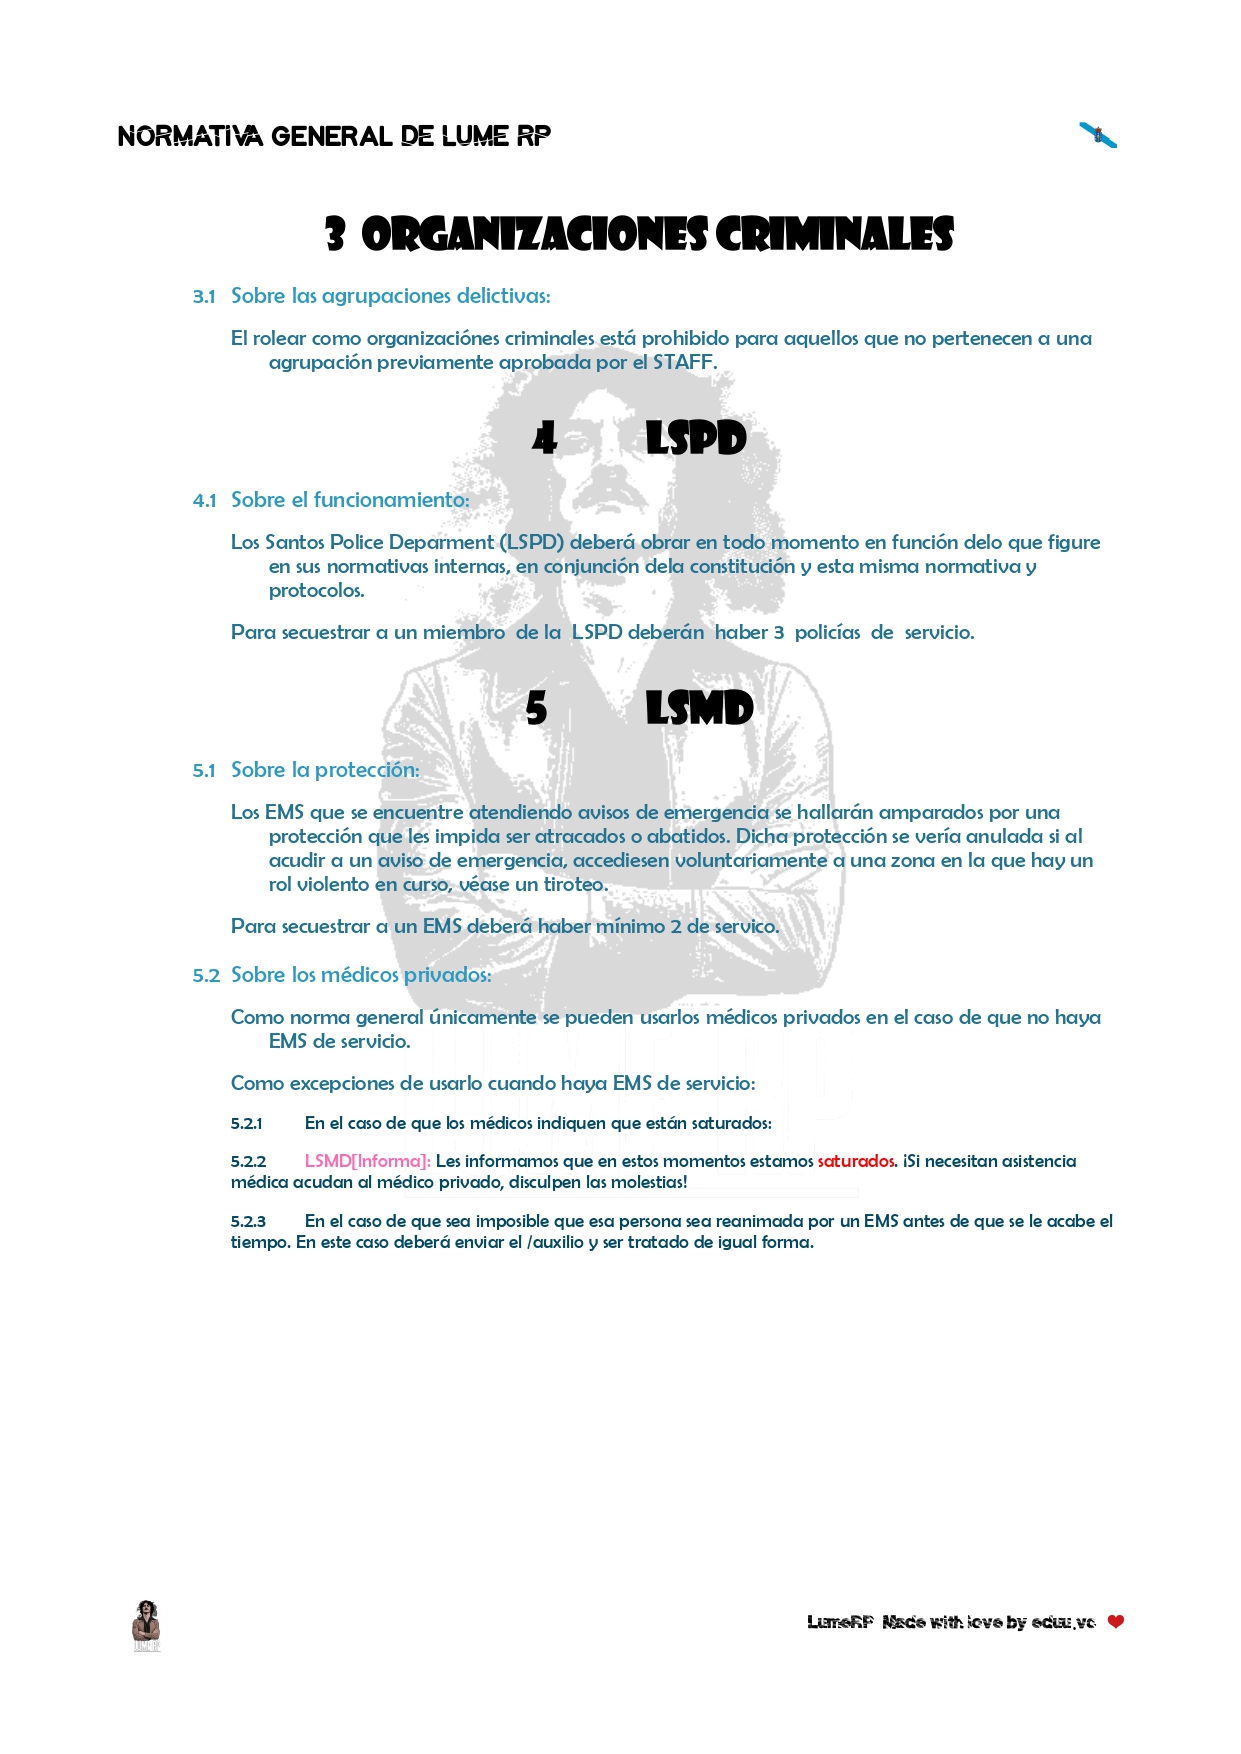 NORMATIVA GENERAL DE LUME RP
3 ORGANIZACIONES CRIMINALES
3.1 Sobre las agrupaciones delictivas:
El rolear como organizaciónes criminales está prohibido para aquellos que no pertenecen a una
agrupación previamente aprobada por el STAFF.
4 LSPD
4.1 Sobre el funcionamiento:
Los Santos Police Deparment (LSPD) deberá obrar en todo momento en función delo que figure
en sus normativas internas, en conjunción dela constitución y esta misma normativa y
protocolos.
Para secuestrar a un miembro de la LSPD deberán haber 3 policías de servicio.
5 LSMD
5.1 Sobre la protección:
Los EMS que se encuentre atendiendo avisos de emergencia se hallarán amparados por una
protección que les impida ser atracados o abatidos. Dicha protección se vería anulada si al
acudir a un aviso de emergencia, accediesen voluntariamente a una zona en la que hay un
rol violento en curso, véase un tiroteo.
Para secuestrar a un EMS deberá haber mínimo 2 de servico.
5.2 Sobre los médicos privados:
Como norma general únicamente se pueden usarlos médicos privados en el caso de que no haya
EMS de servicio.
Como excepciones de usarlo cuando haya EMS de servicio:
5.2.1 En el caso de que los médicos indiquen que están saturados:
5.2.2 LSMD[Informa]: Les informamos que en estos momentos estamos saturados. ¡Si necesitan asistencia
médica acudan al médico privado, disculpen las molestias!
5.2.3 En el caso de que sea imposible que esa persona sea reanimada por un EMS antes de que se le acabe el
tiempo. En este caso deberá enviar el /auxilio y ser tratado de igual forma.
LUME RP
LumeRP Made with love by eduu.vc